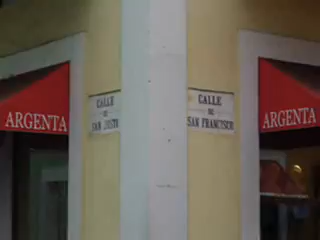 ARGENTA
CALLE
DE
SAN JUSTO
CALLE
DE
SAN FRANCISCO
ARGENTA